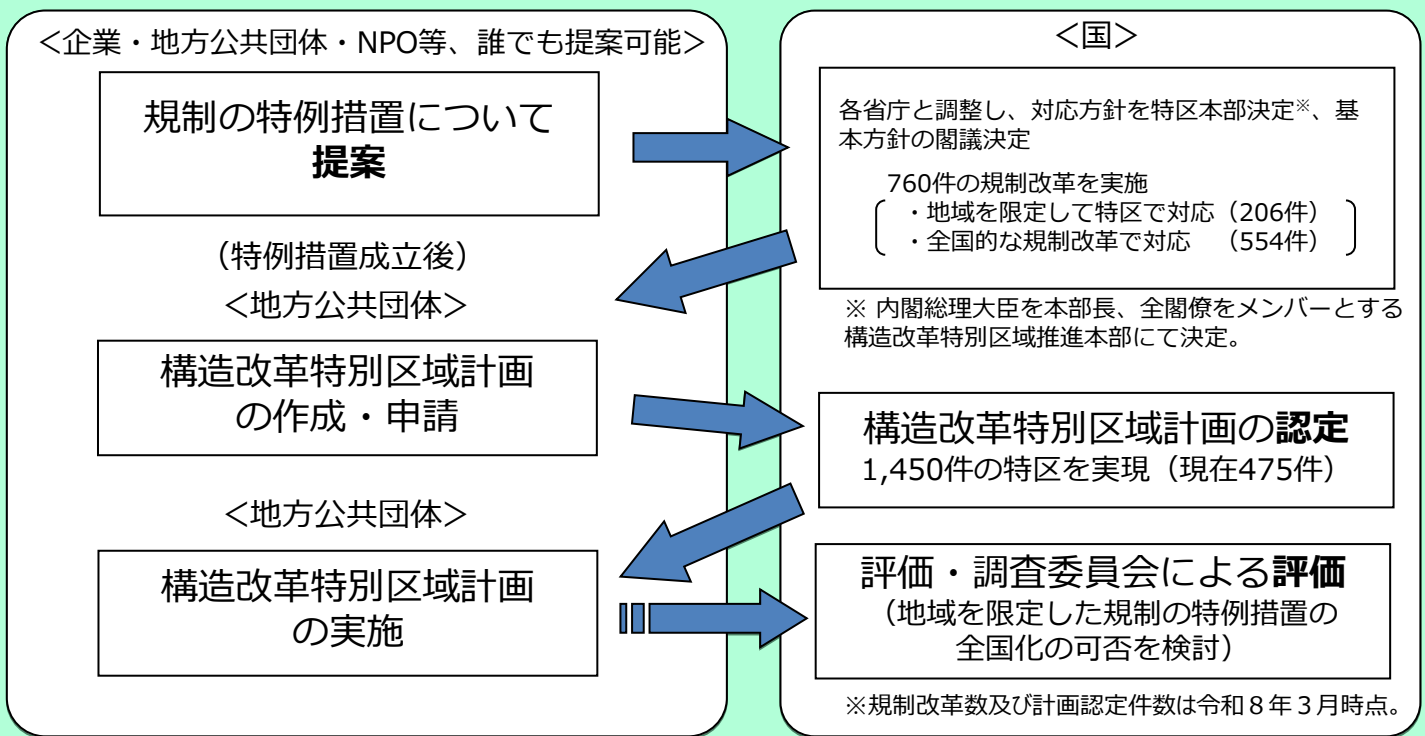 ＜企業・地方公共団体・NPO等、誰でも提案可能＞
規制の特例措置について
提案
（特例措置成立後）
＜地方公共団体＞
構造改革特別区域計画
の作成・申請
＜地方公共団体＞
構造改革特別区域計画
の実施
＜国＞
各省庁と調整し、対応方針を特区本部決定※、基
本方針の閣議決定
760件の規制改革を実施
・地域を限定して特区で対応（206件）
・全国的な規制改革で対応　（554件）
※ 内閣総理大臣を本部長、全閣僚をメンバーとする
構造改革特別区域推進本部にて決定。
構造改革特別区域計画の認定
1,450件の特区を実現（現在475件）
評価・調査委員会による評価
（地域を限定した規制の特例措置の
全国化の可否を検討）
※規制改革数及び計画認定件数は令和８年３月時点。